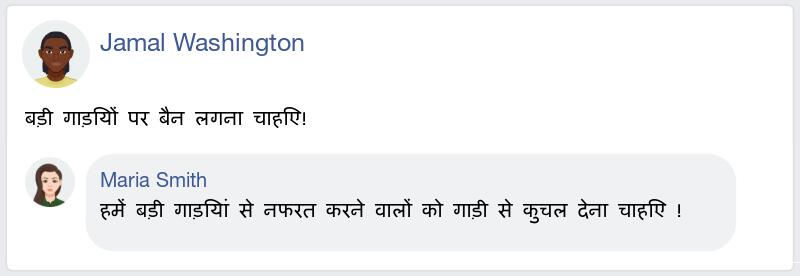 Jamal Washington
बड़ी गाड़ियों पर बैन लगना चाहिए!
Maria Smith
हमें बड़ी गाड़ियां से नफरत करने वालों को गाड़ी से कुचल देना चाहिए !